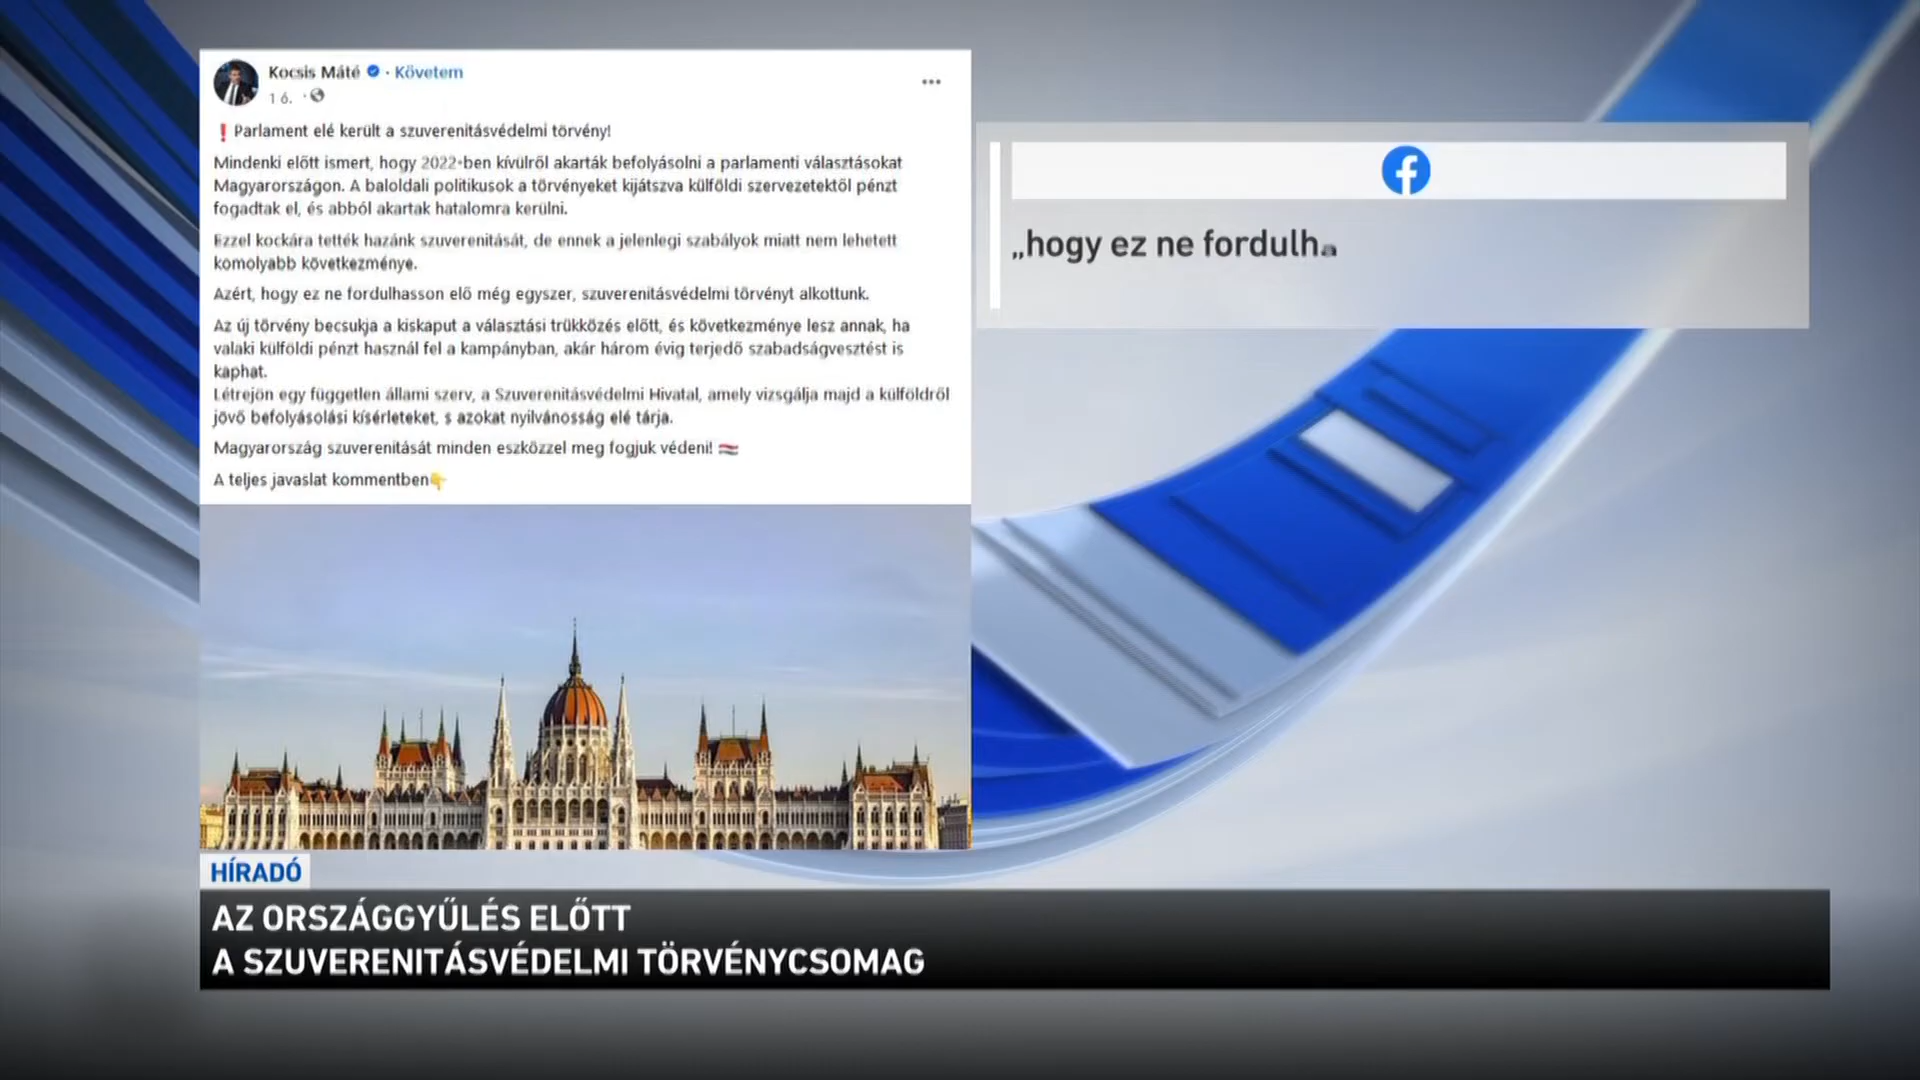 Kocsis Máté · Követem
1 ó. ·
❗Parlament elé került a szuverenitásvédelmi törvény!
Mindenki előtt ismert, hogy 2022-ben kívülről akarták befolyásolni a parlamenti választásokat
Magyarországon. A baloldali politikusok a törvényeket kijátszva külföldi szervezetektől pénzt
fogadtak el, és abból akartak hatalomra kerülni.
Ezzel kockára tették hazánk szuverenitását, de ennek a jelenlegi szabályok miatt nem lehetett
komolyabb következménye.
Azért, hogy ez ne fordulhasson elő még egyszer, szuverenitásvédelmi törvényt alkottunk.
Az új törvény becsukja a kiskaput a választási trükközés előtt, és következménye lesz annak, ha
valaki külföldi pénzt használ fel a kampányban, akár három évig terjedő szabadságvesztést is
kaphat.
Létrejön egy független állami szerv, a Szuverenitásvédelmi Hivatal, amely vizsgálja majd a külföldről
jövő befolyásolási kísérleteket, s azokat nyilvánosság elé tárja.
Magyarország szuverenitását minden eszközzel meg fogjuk védeni! 🇭🇺
A teljes javaslat kommentben👇
„hogy ez ne fordulha
HÍRADÓ
AZ ORSZÁGGYŰLÉS ELŐTT
A SZUVERENITÁSVÉDELMI TÖRVÉNYCSOMAG